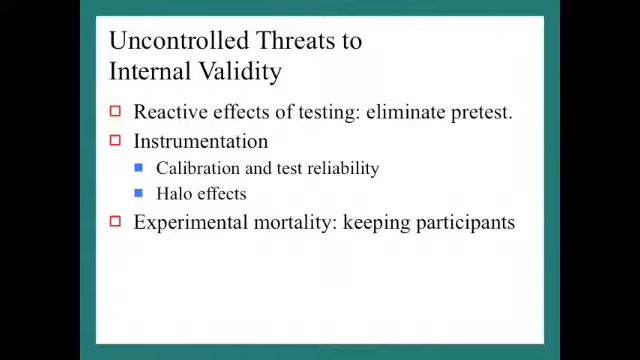 Uncontrolled Threats to
Internal Validity
Reactive effects of testing: eliminate pretest.
Instrumentation
Calibration and test reliability
Halo effects
Experimental mortality: keeping participants